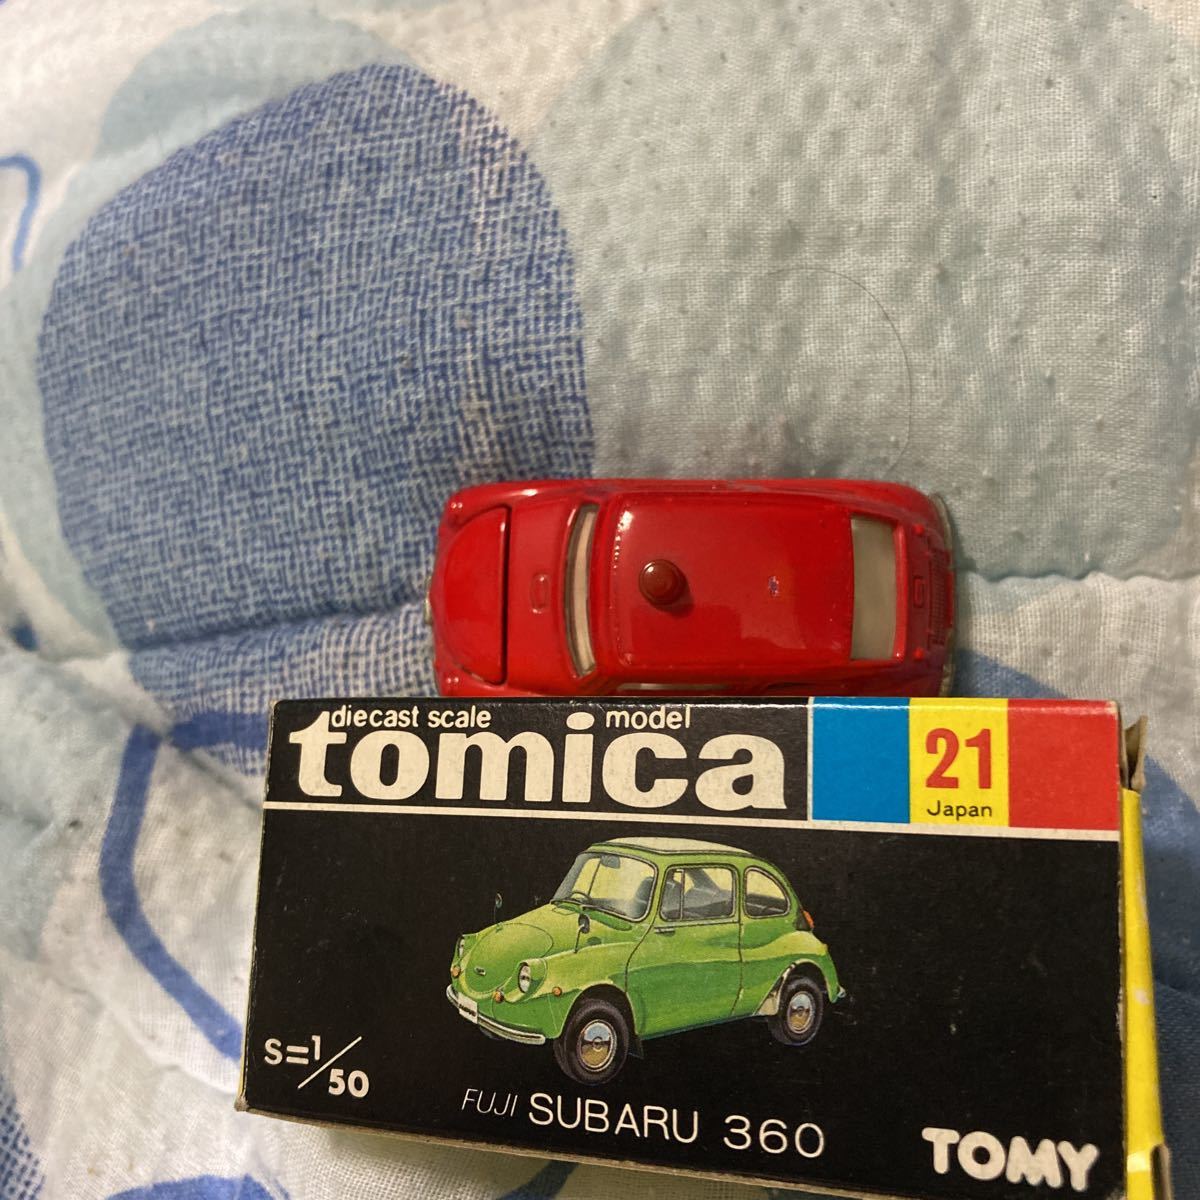 diecast scale model
tomica
21
Japan
S=1/50
FUJI SUBARU 360
TOMY